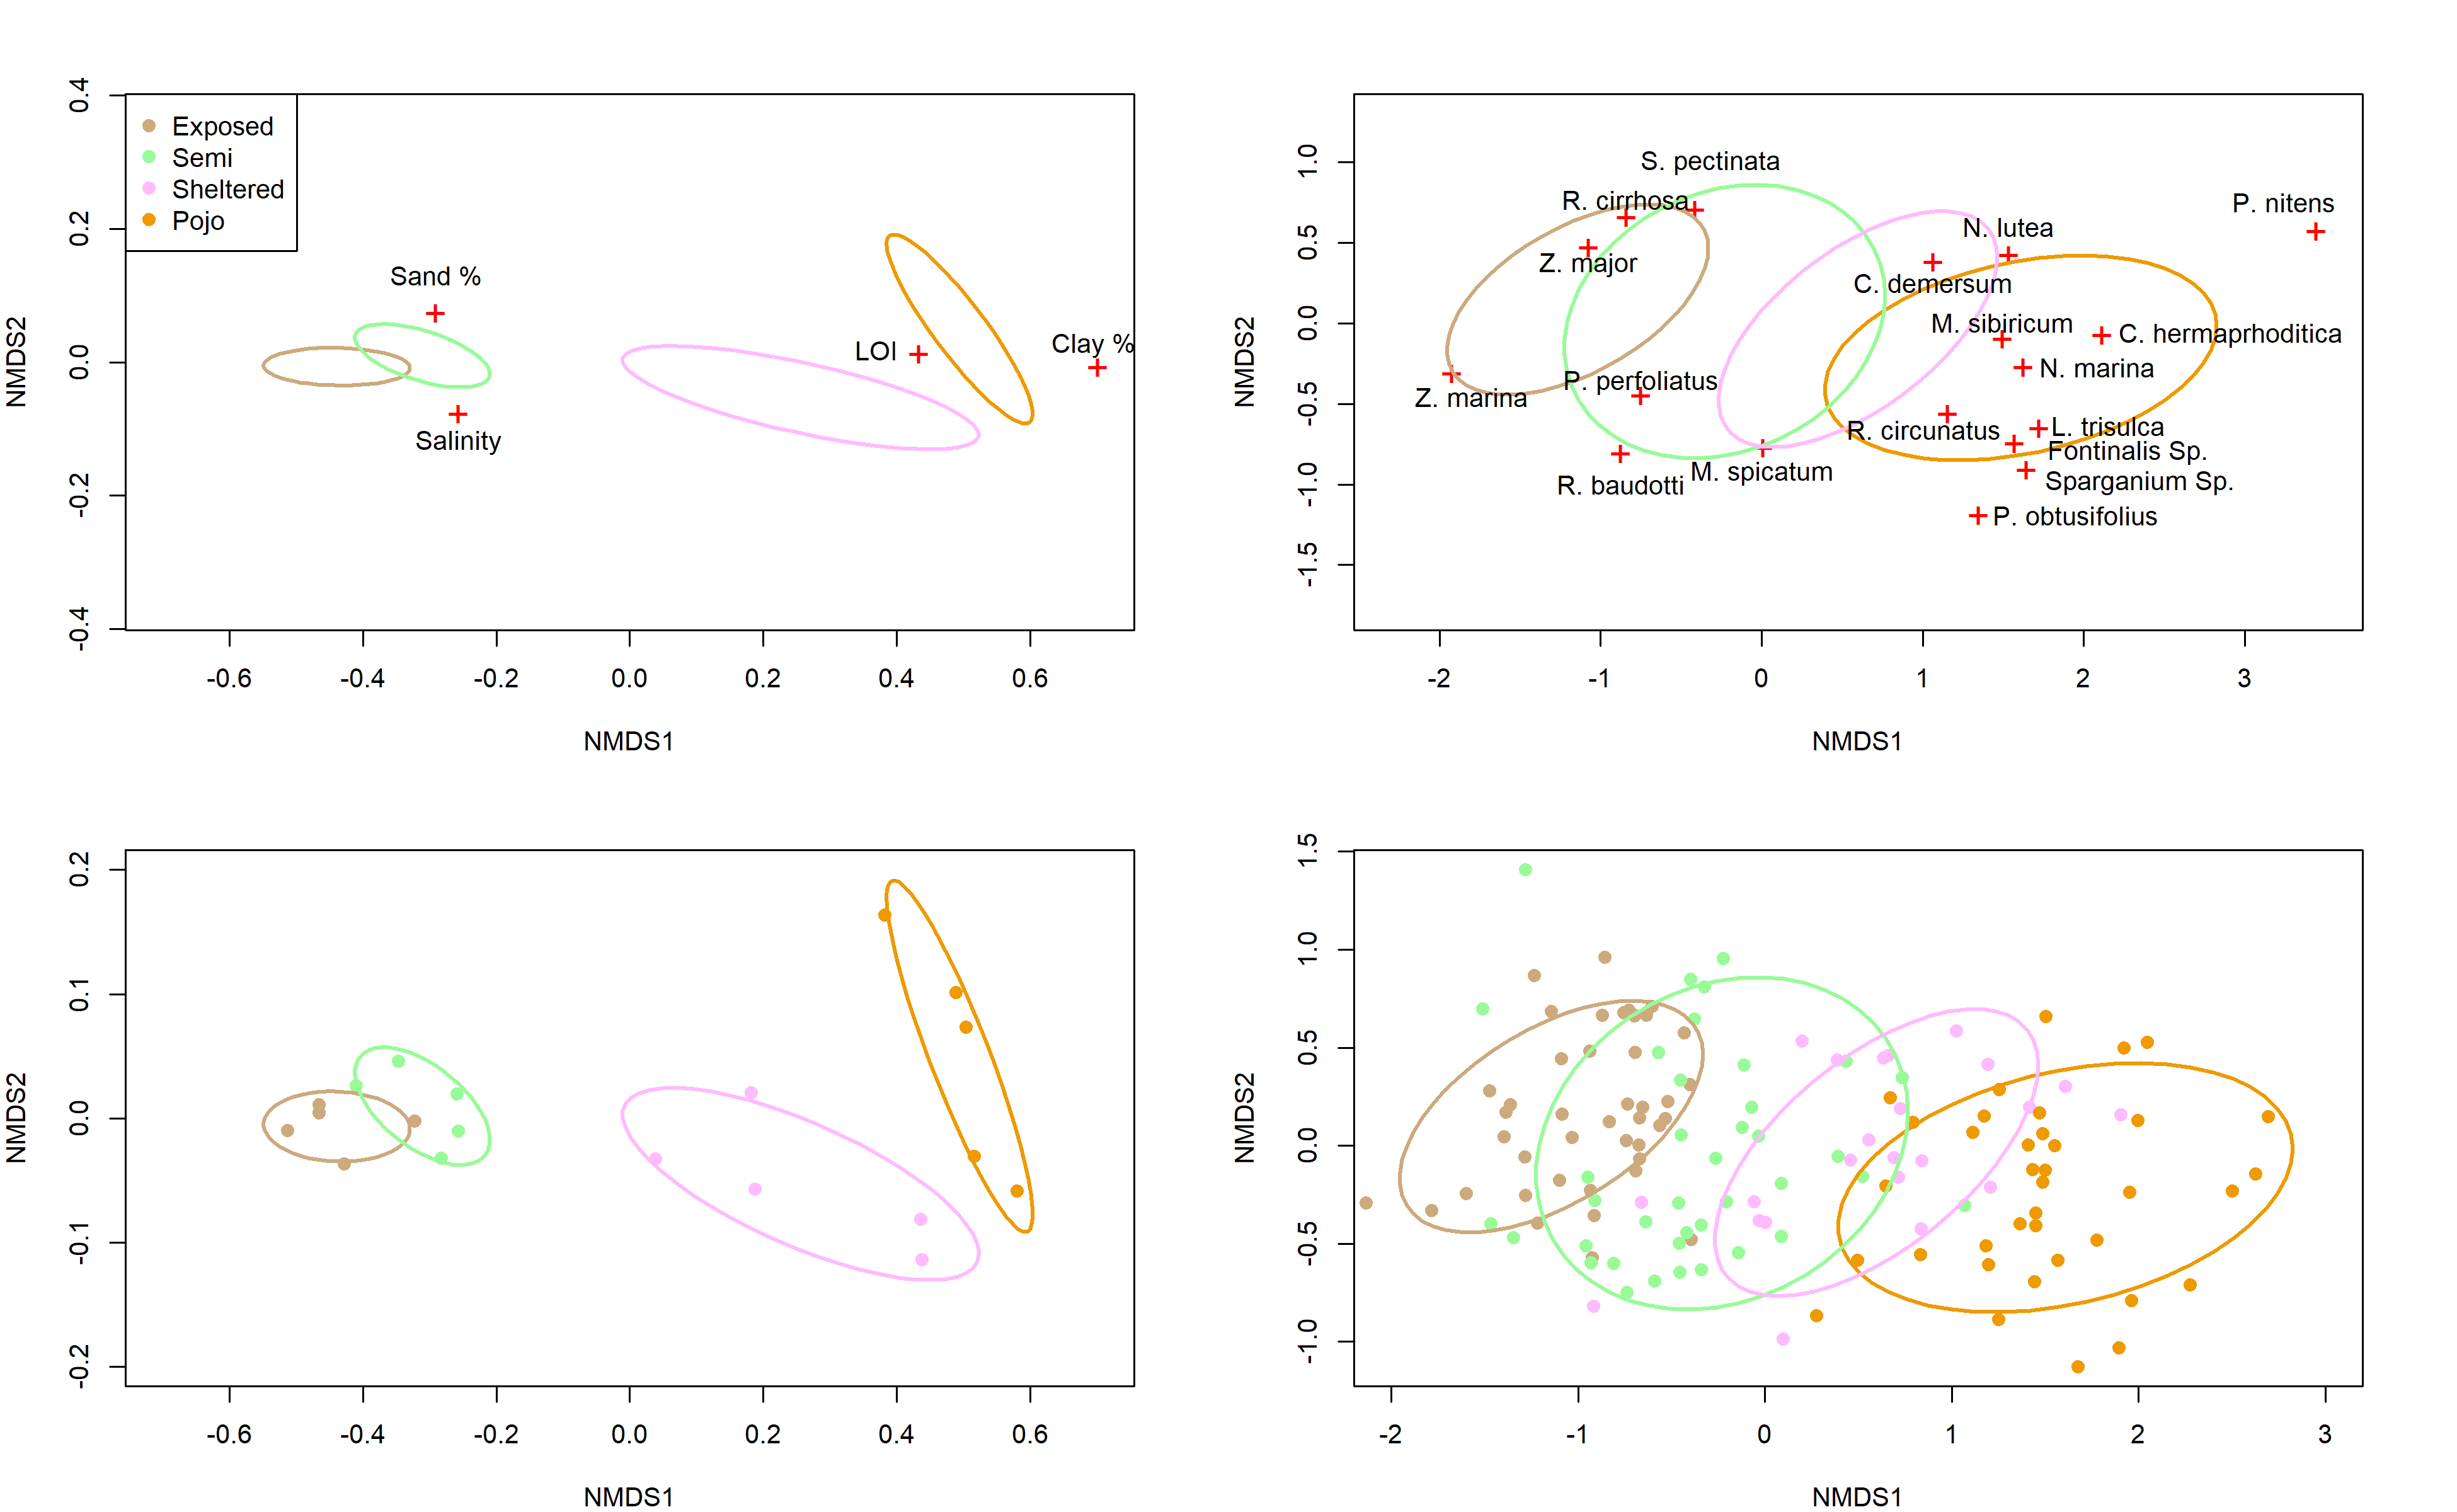 0.4
0.2
0.0
-0.2
-0.4
NMDS2
Exposed
Semi
Sheltered
Pojo
Sand %
Salinity
LOI
Clay %
-0.6 -0.4 -0.2 0.0 0.2 0.4 0.6
NMDS1
1.0
0.5
0.0
-0.5
-1.0
-1.5
NMDS2
S. pectinata
R. cirrhosa
Z. major
P. nitens
N. lutea
C. demersum
M. sibiricum
C. hermaprhoditica
N. marina
P. perfoliatus
Z. marina
R. circunatus
L. trisulca
Fontinalis Sp.
Sparganium Sp.
M. spicatum
R. baudotti
P. obtusifolius
-2 -1 0 1 2 3
NMDS1
0.2
0.1
0.0
-0.1
-0.2
NMDS2
-0.6 -0.4 -0.2 0.0 0.2 0.4 0.6
NMDS1
1.5
1.0
0.5
0.0
-0.5
-1.0
NMDS2
-2 -1 0 1 2 3
NMDS1